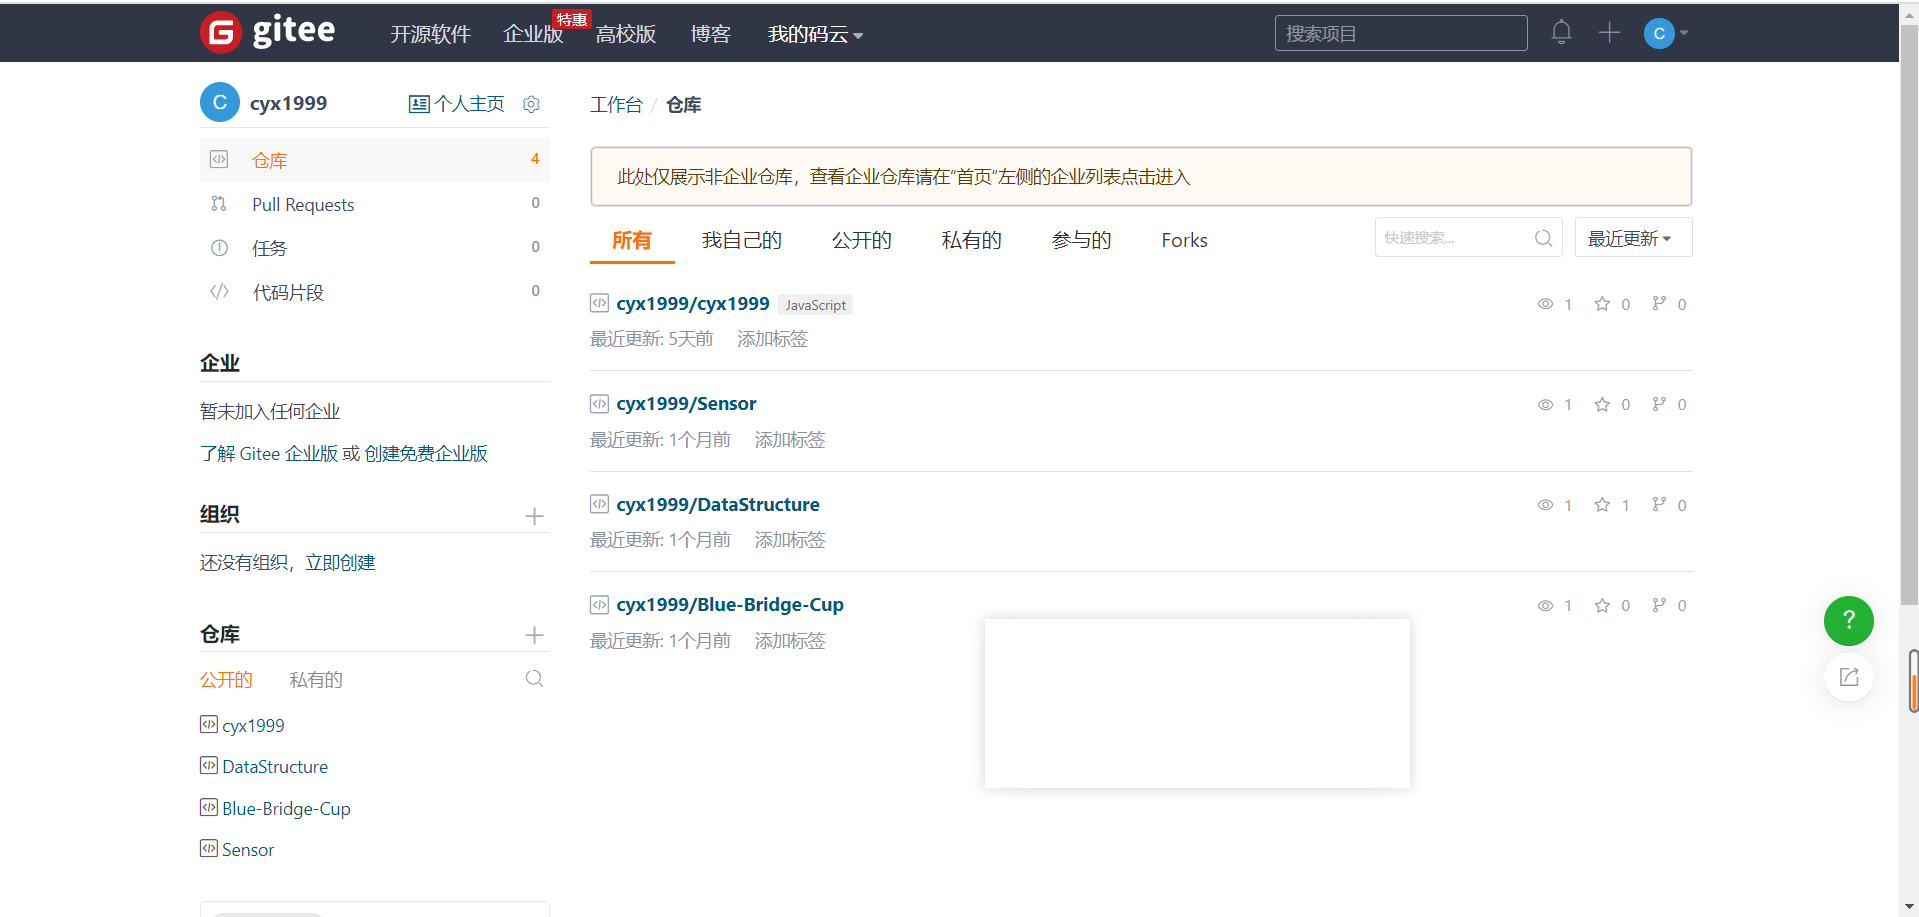 gitee 开源软件 企业版 特惠 高校版 博客 我的码云 搜索项目 C
C cyx1999 个人主页
仓库 4
Pull Requests 0
任务 0
代码片段 0
企业
暂未加入任何企业
了解 Gitee 企业版 或 创建免费企业版
组织
还没有组织，立即创建
仓库
公开的 私有的
cyx1999
DataStructure
Blue-Bridge-Cup
Sensor
工作台 / 仓库
此处仅展示非企业仓库，查看企业仓库请在“首页”左侧的企业列表点击进入
所有 我自己的 公开的 私有的 参与的 Forks 快速搜索... 最近更新
cyx1999/cyx1999 JavaScript 1 0 0
最近更新: 5天前 添加标签
cyx1999/Sensor 1 0 0
最近更新: 1个月前 添加标签
cyx1999/DataStructure 1 1 0
最近更新: 1个月前 添加标签
cyx1999/Blue-Bridge-Cup 1 0 0
最近更新: 1个月前 添加标签
?